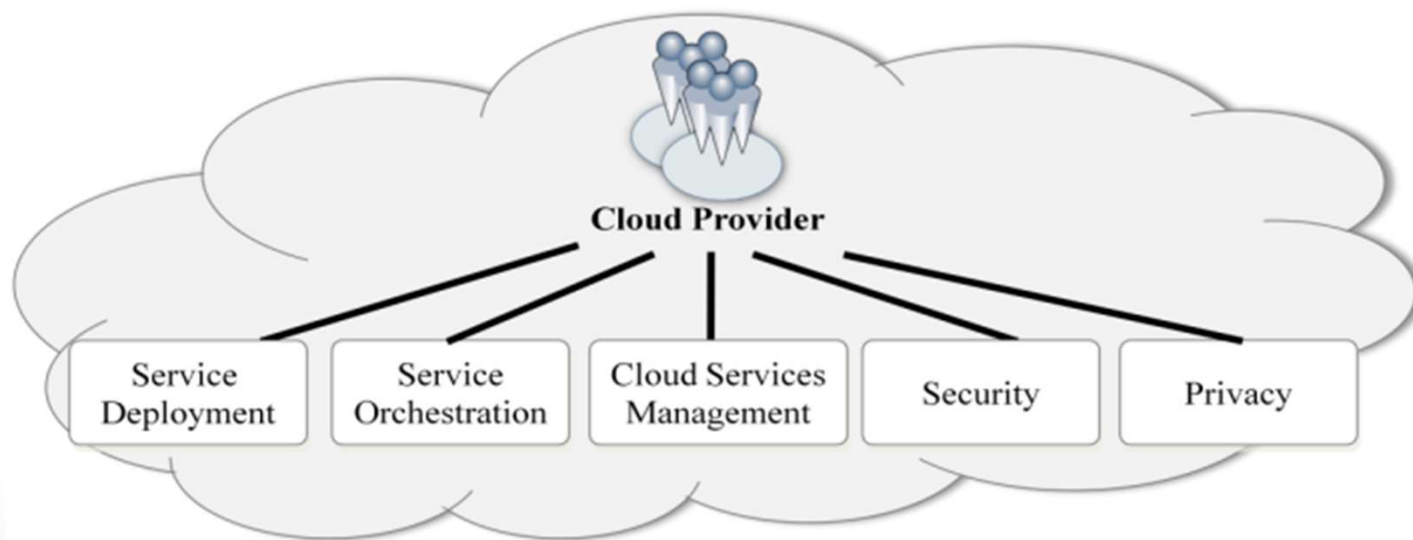 Cloud Provider
Service
Deployment
Service
Orchestration
Cloud Services
Management
Security
Privacy